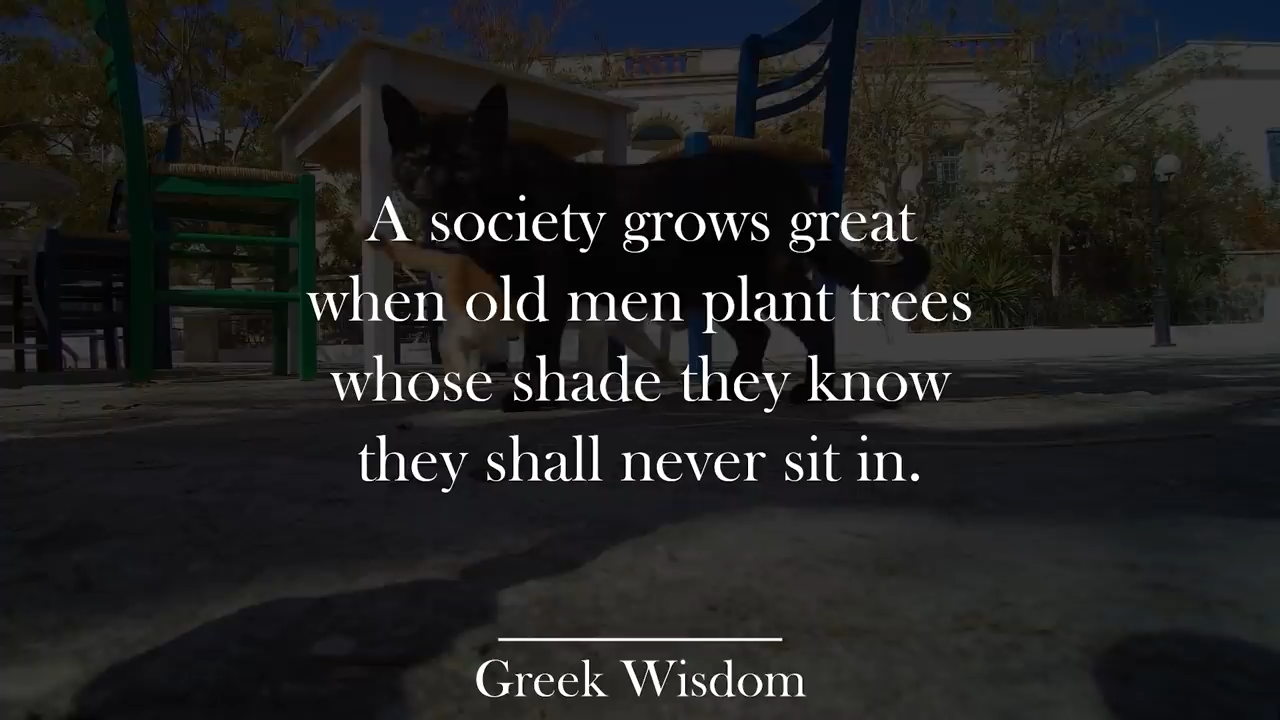 A society grows great
when old men plant trees
whose shade they know
they shall never sit in.
Greek Wisdom